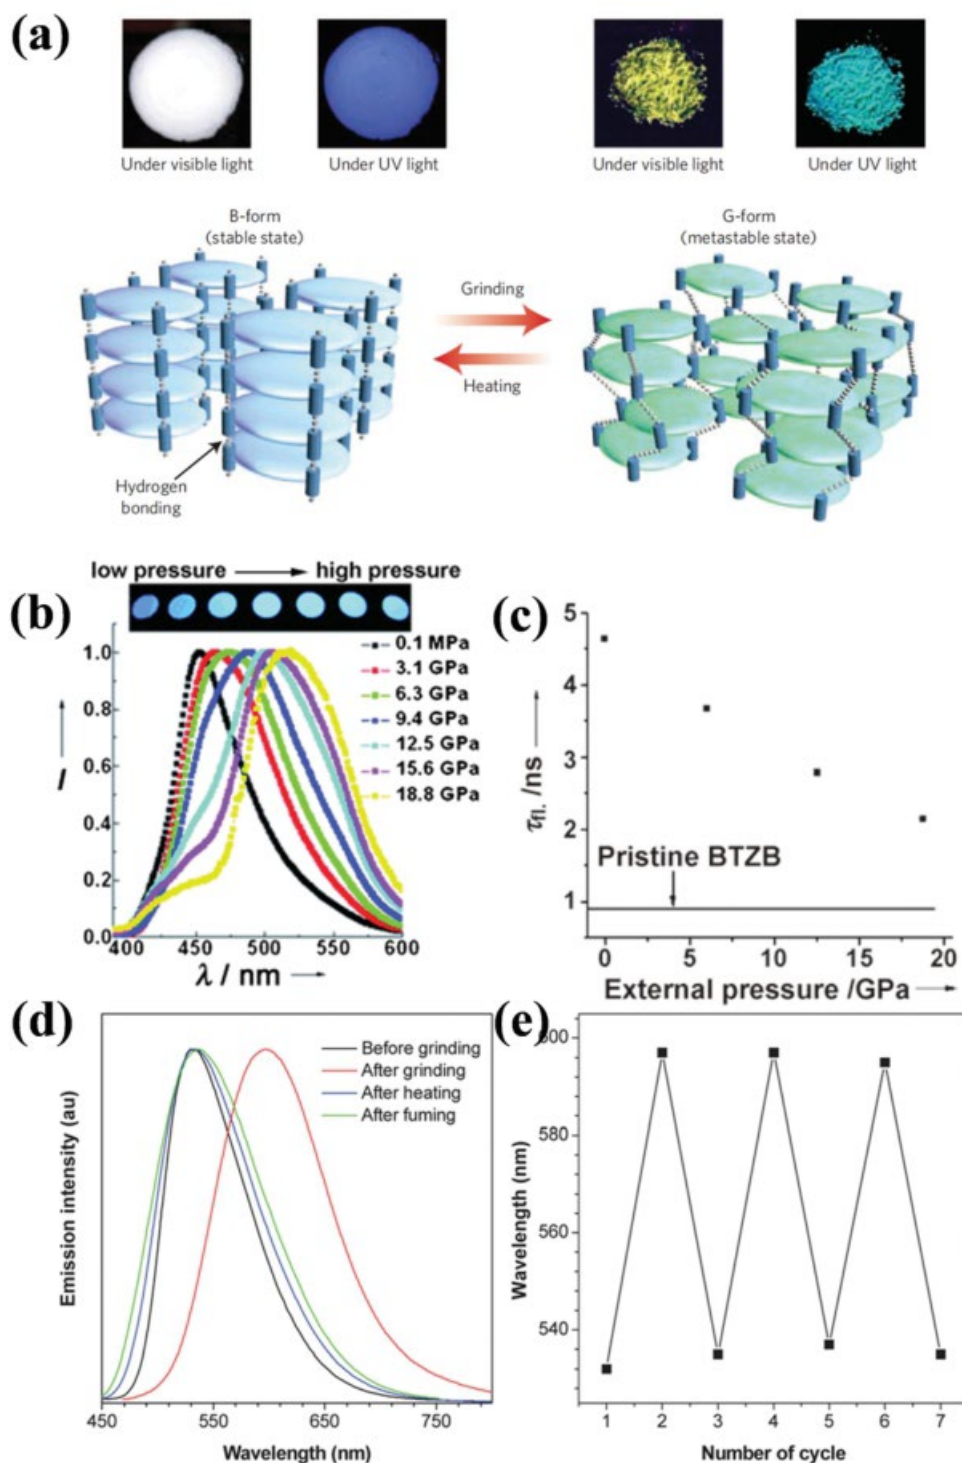 (a)
Under visible light
Under UV light
Under visible light
Under UV light
B-form
(stable state)
G-form
(metastable state)
Grinding
Heating
Hydrogen
bonding
(b)
low pressure
high pressure
1.0
0.8
0.6
0.4
0.2
0.0
I
0.1 MPa
3.1 GPa
6.3 GPa
9.4 GPa
12.5 GPa
15.6 GPa
18.8 GPa
400
450
500
550
600
λ / nm
(c)
5
4
3
2
1
τfl. /ns
Pristine BTZB
0
5
10
15
20
External pressure /GPa
(d)
Before grinding
After grinding
After heating
After fuming
Emission intensity (au)
450
550
650
750
Wavelength (nm)
(e)
600
580
560
540
Wavelength (nm)
1
2
3
4
5
6
7
Number of cycle